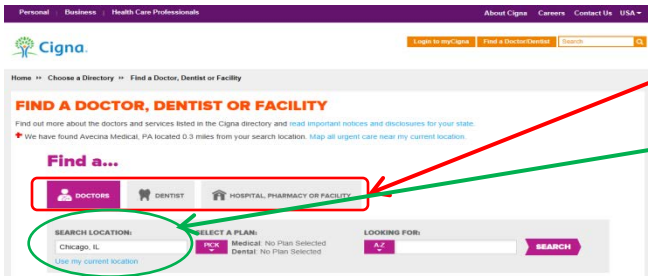 Personal | Business | Health Care Professionals About Cigna Careers Contact Us USA
Cigna.
Login to myCigna Find a Doctor/Dentist Search
Home ›› Choose a Directory ›› Find a Doctor, Dentist or Facility
FIND A DOCTOR, DENTIST OR FACILITY
Find out more about the doctors and services listed in the Cigna directory and read important notices and disclosures for your state.
We have found Avecina Medical, PA located 0.3 miles from your search location. Map all urgent care near my current location.
Find a...
DOCTORS DENTIST HOSPITAL, PHARMACY OR FACILITY
SEARCH LOCATION: SELECT A PLAN: LOOKING FOR:
Chicago, IL PICK Medical: No Plan Selected A-Z SEARCH
Dental: No Plan Selected
Use my current location